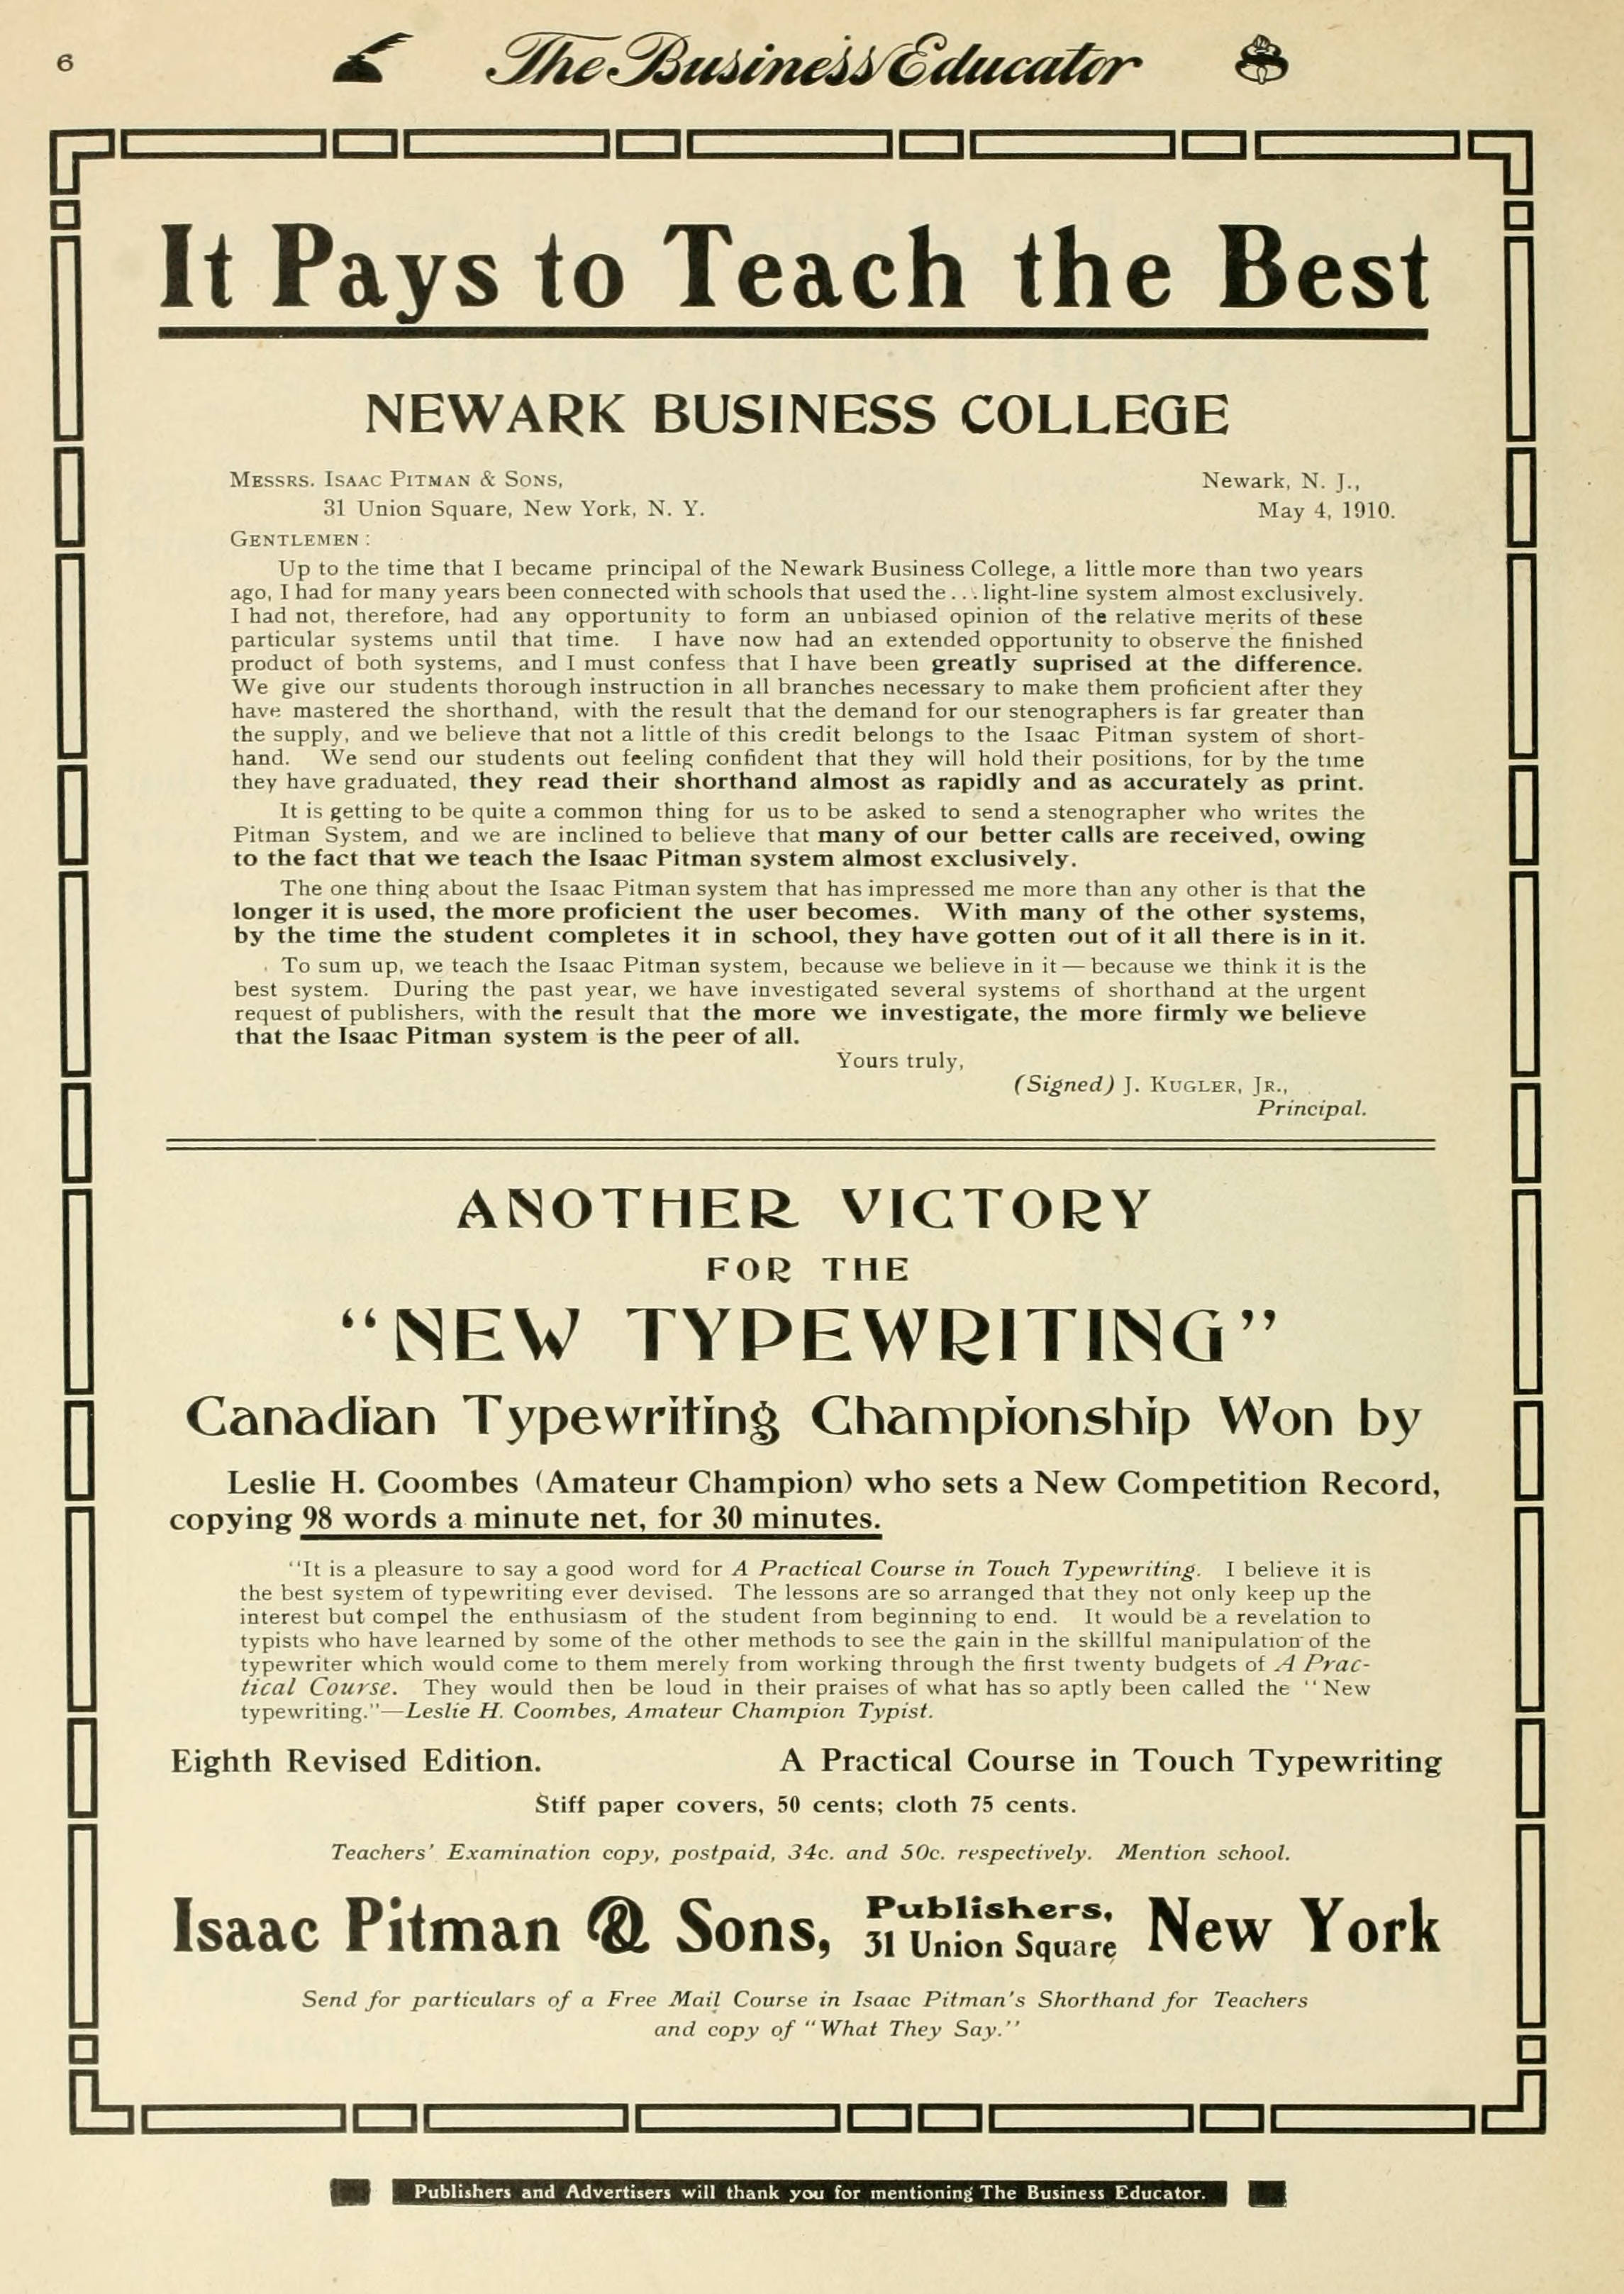 6
The Business Educator
It Pays to Teach the Best
NEWARK BUSINESS COLLEGE
MESSRS. ISAAC PITMAN & SONS,
Newark, N. J.,
31 Union Square, New York, N. Y.
May 4, 1910.
GENTLEMEN:
Up to the time that I became principal of the Newark Business College, a little more than two years
ago, I had for many years been connected with schools that used the... light-line system almost exclusively.
I had not, therefore, had any opportunity to form an unbiased opinion of the relative merits of these
particular systems until that time. I have now had an extended opportunity to observe the finished
product of both systems, and I must confess that I have been greatly suprised at the difference.
We give our students thorough instruction in all branches necessary to make them proficient after they
have mastered the shorthand, with the result that the demand for our stenographers is far greater than
the supply, and we believe that not a little of this credit belongs to the Isaac Pitman system of short-
hand. We send our students out feeling confident that they will hold their positions, for by the time
they have graduated, they read their shorthand almost as rapidly and as accurately as print.
It is getting to be quite a common thing for us to be asked to send a stenographer who writes the
Pitman System, and we are inclined to believe that many of our better calls are received, owing
to the fact that we teach the Isaac Pitman system almost exclusively.
The one thing about the Isaac Pitman system that has impressed me more than any other is that the
longer it is used, the more proficient the user becomes. With many of the other systems,
by the time the student completes it in school, they have gotten out of it all there is in it.
To sum up, we teach the Isaac Pitman system, because we believe in it — because we think it is the
best system. During the past year, we have investigated several systems of shorthand at the urgent
request of publishers, with the result that the more we investigate, the more firmly we believe
that the Isaac Pitman system is the peer of all.
Yours truly,
(Signed) J. KUGLER, JR.,
Principal.
ANOTHER VICTORY
FOR THE
"NEW TYPEWRITING"
Canadian Typewriting Championship Won by
Leslie H. Coombes (Amateur Champion) who sets a New Competition Record,
copying 98 words a minute net, for 30 minutes.
"It is a pleasure to say a good word for A Practical Course in Touch Typewriting. I believe it is
the best system of typewriting ever devised. The lessons are so arranged that they not only keep up the
interest but compel the enthusiasm of the student from beginning to end. It would be a revelation to
typists who have learned by some of the other methods to see the gain in the skillful manipulation of the
typewriter which would come to them merely from working through the first twenty budgets of A Prac-
tical Course. They would then be loud in their praises of what has so aptly been called the "New
typewriting."—Leslie H. Coombes, Amateur Champion Typist.
Eighth Revised Edition. A Practical Course in Touch Typewriting
Stiff paper covers, 50 cents; cloth 75 cents.
Teachers' Examination copy, postpaid, 34c. and 50c. respectively. Mention school.
Isaac Pitman & Sons, Publishers, 31 Union Square New York
Send for particulars of a Free Mail Course in Isaac Pitman's Shorthand for Teachers
and copy of "What They Say."
Publishers and Advertisers will thank you for mentioning The Business Educator.